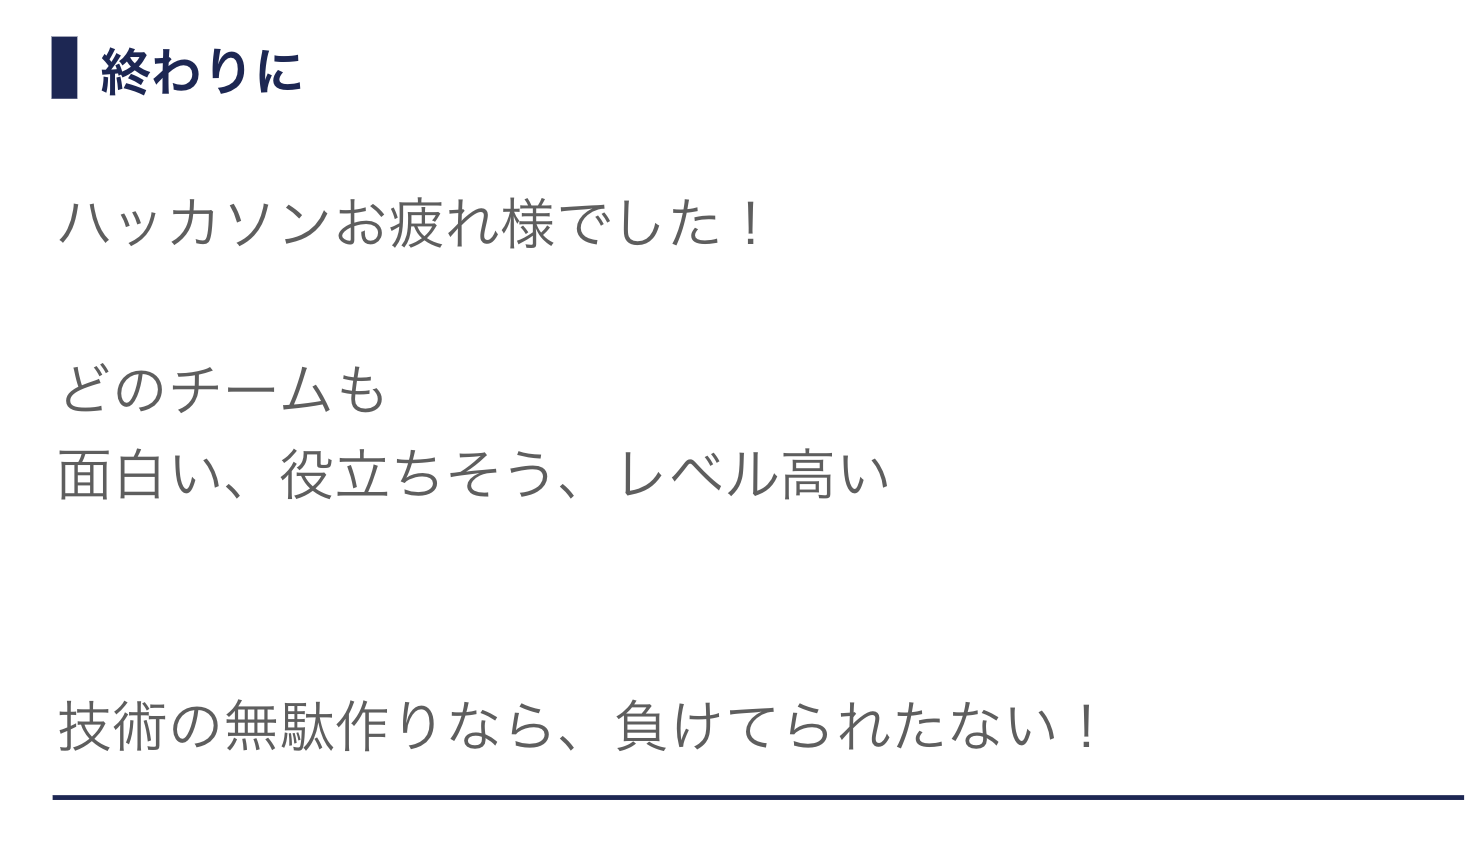 終わりに
ハッカソンお疲れ様でした！
どのチームも
面白い、役立ちそう、レベル高い
技術の無駄作りなら、負けてられたない！